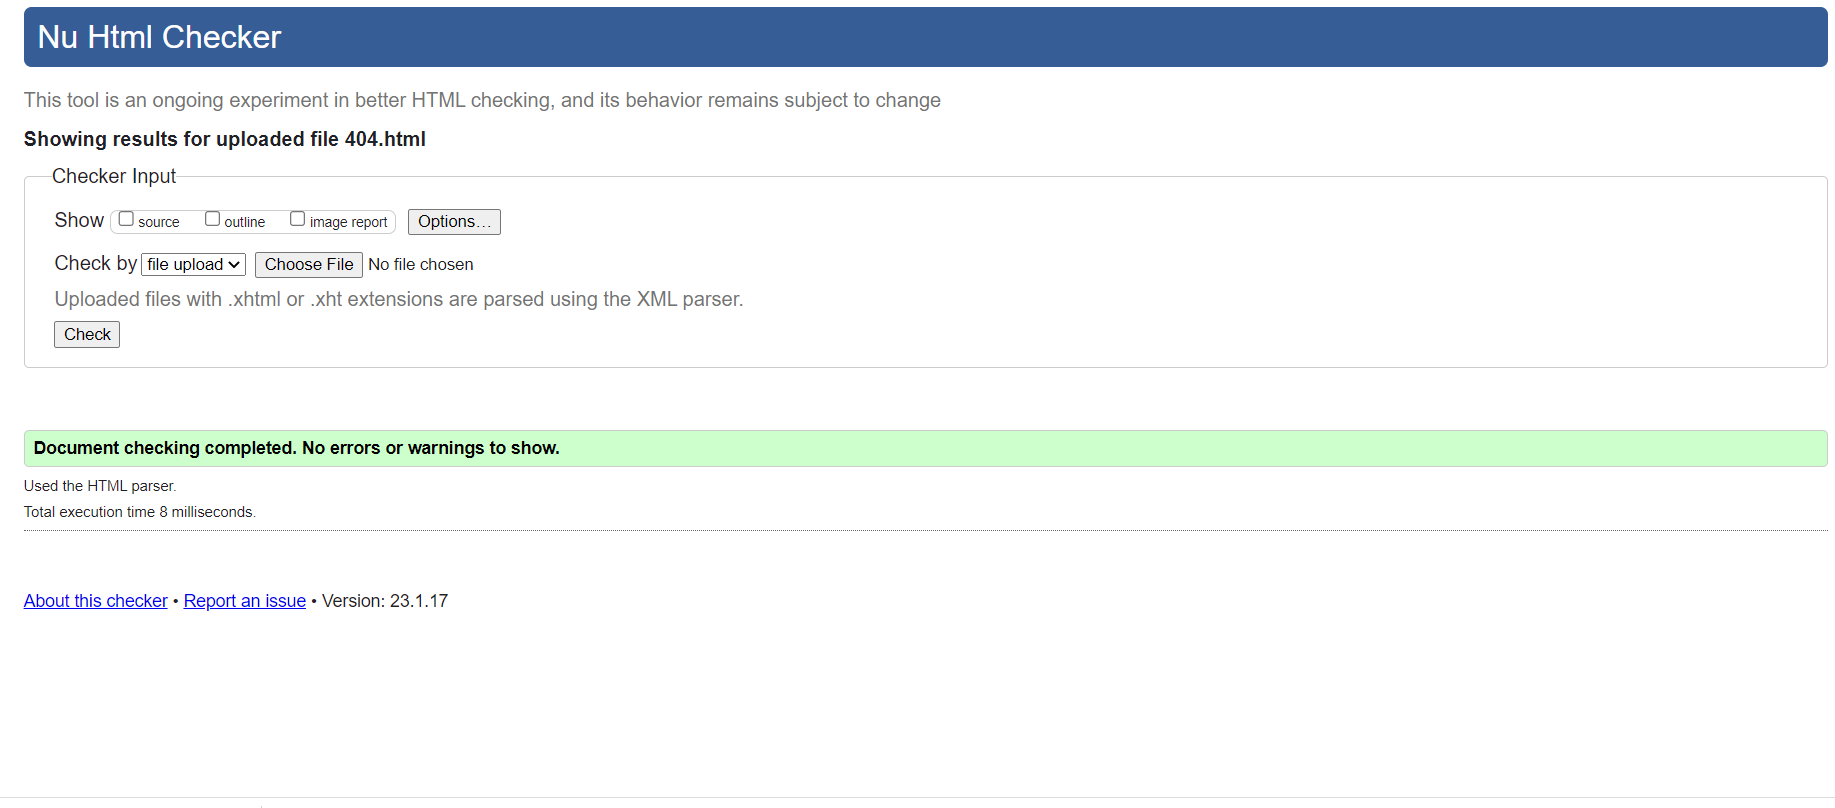 Nu Html Checker
This tool is an ongoing experiment in better HTML checking, and its behavior remains subject to change
Showing results for uploaded file 404.html
Checker Input
Show source outline image report Options…
Check by file upload Choose File No file chosen
Uploaded files with .xhtml or .xht extensions are parsed using the XML parser.
Check
Document checking completed. No errors or warnings to show.
Used the HTML parser.
Total execution time 8 milliseconds.
About this checker • Report an issue • Version: 23.1.17